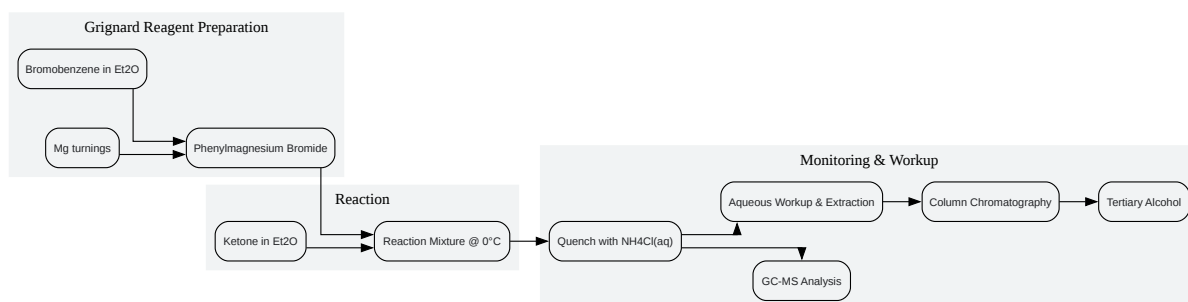 Grignard Reagent Preparation
Bromobenzene in Et2O
Mg turnings
Phenylmagnesium Bromide
Reaction
Ketone in Et2O
Reaction Mixture @ 0°C
Monitoring & Workup
Quench with NH4Cl(aq)
Aqueous Workup & Extraction
Column Chromatography
Tertiary Alcohol
GC-MS Analysis